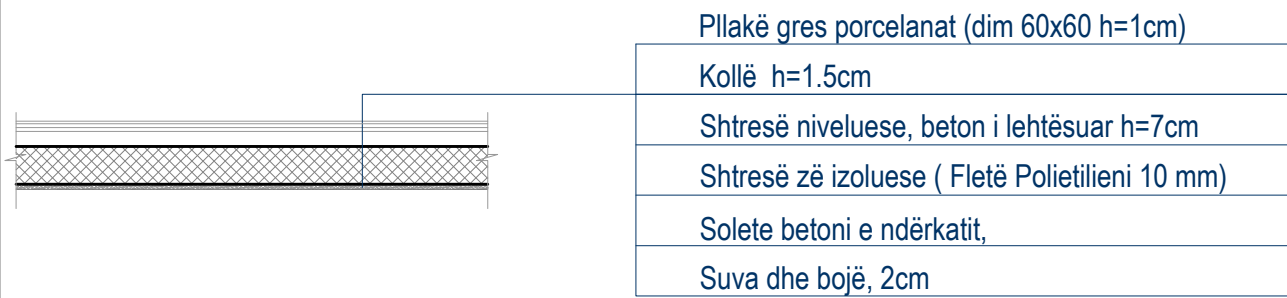 Pllakë gres porcelanat (dim 60x60 h=1cm)
Kollë h=1.5cm
Shtresë niveluese, beton i lehtësuar h=7cm
Shtresë zë izoluese ( Fletë Polietilieni 10 mm)
Solete betoni e ndërkatit,
Suva dhe bojë, 2cm